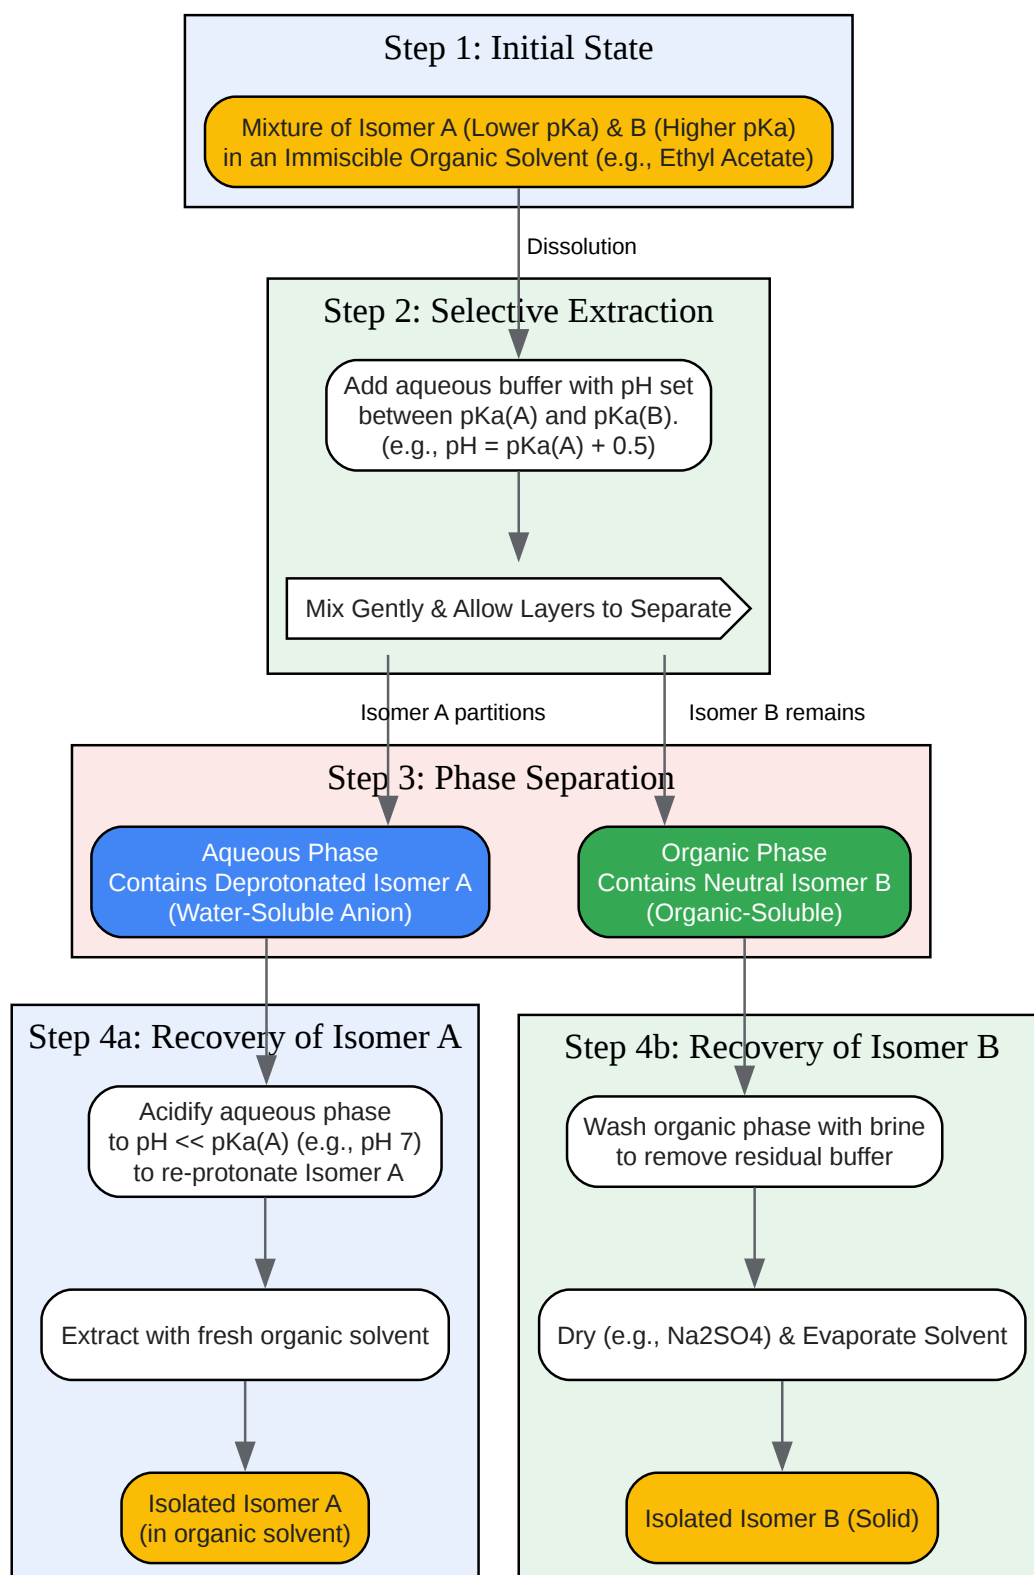 Step 1: Initial State
Mixture of Isomer A (Lower pKa) & B (Higher pKa)
in an Immiscible Organic Solvent (e.g., Ethyl Acetate)
Dissolution
Step 2: Selective Extraction
Add aqueous buffer with pH set
between pKa(A) and pKa(B).
(e.g., pH = pKa(A) + 0.5)
Mix Gently & Allow Layers to Separate
Isomer A partitions
Isomer B remains
Step 3: Phase Separation
Aqueous Phase
Contains Deprotonated Isomer A
(Water-Soluble Anion)
Organic Phase
Contains Neutral Isomer B
(Organic-Soluble)
Step 4a: Recovery of Isomer A
Acidify aqueous phase
to pH << pKa(A) (e.g., pH 7)
to re-protonate Isomer A
Extract with fresh organic solvent
Isolated Isomer A
(in organic solvent)
Step 4b: Recovery of Isomer B
Wash organic phase with brine
to remove residual buffer
Dry (e.g., Na2SO4) & Evaporate Solvent
Isolated Isomer B (Solid)